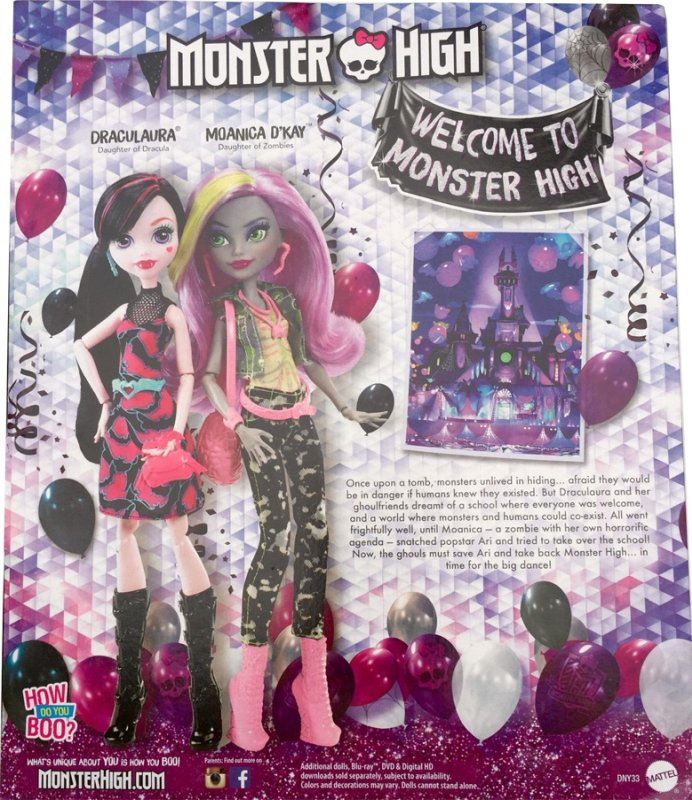 MONSTER HIGH®
WELCOME TO
MONSTER HIGH™
DRACULAURA®
Daughter of Dracula
MOANICA D'KAY™
Daughter of Zombies
Once upon a tomb, monsters unlived in hiding... afraid they would
be in danger if humans knew they existed. But Draculaura and her
ghoulfriends dreamt of a school where everyone was welcome,
and a world where monsters and humans could co-exist. All went
frightfully well, until Moanica – a zombie with her own horrorific
agenda – snatched popstar Ari and tried to take over the school!
Now, the ghouls must save Ari and take back Monster High... in
time for the big dance!
HOW
DO YOU
BOO?
WHAT'S UNIQUE ABOUT YOU IS HOW YOU BOO!
MONSTERHIGH.COM
Parents: Find out more on
f
Additional dolls, Blu-ray™, DVD & Digital HD
downloads sold separately, subject to availability.
Colors and decorations may vary. Dolls cannot stand alone.
DNY33
MATTEL